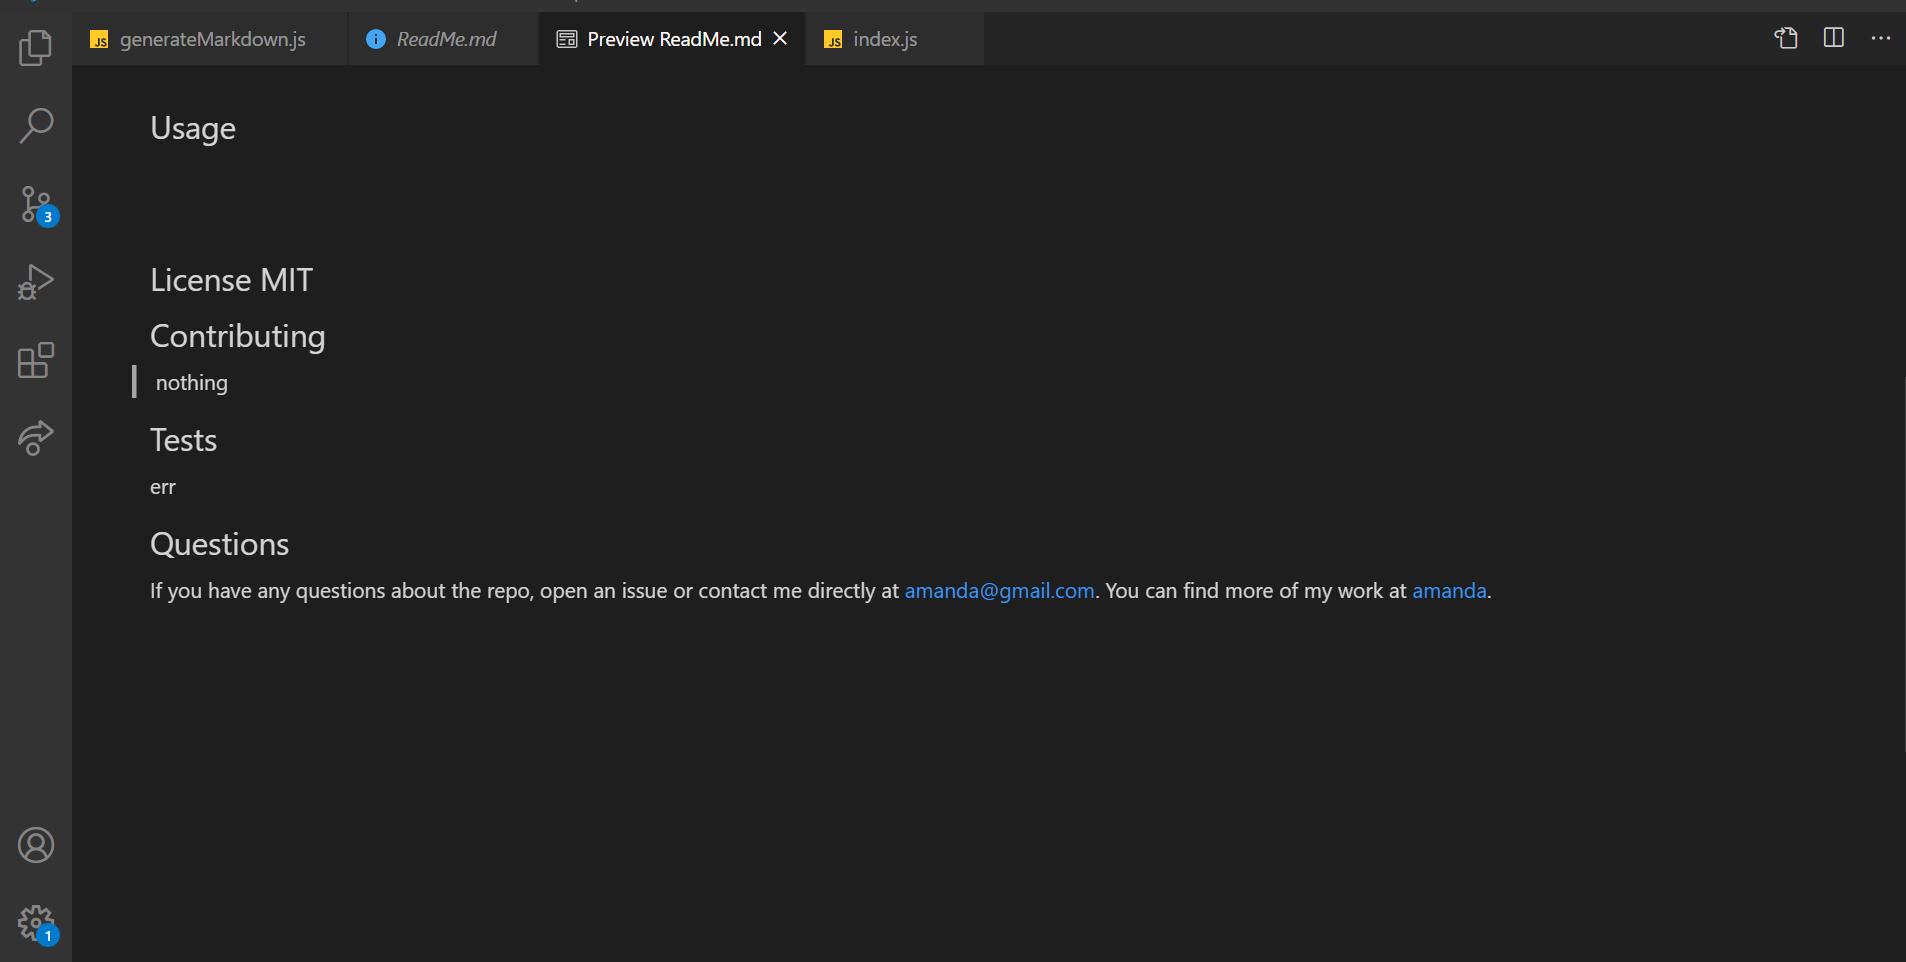 JS generateMarkdown.js
ReadMe.md
Preview ReadMe.md
JS index.js
3
Usage
License MIT
Contributing
nothing
Tests
err
Questions
If you have any questions about the repo, open an issue or contact me directly at amanda@gmail.com. You can find more of my work at amanda.
1